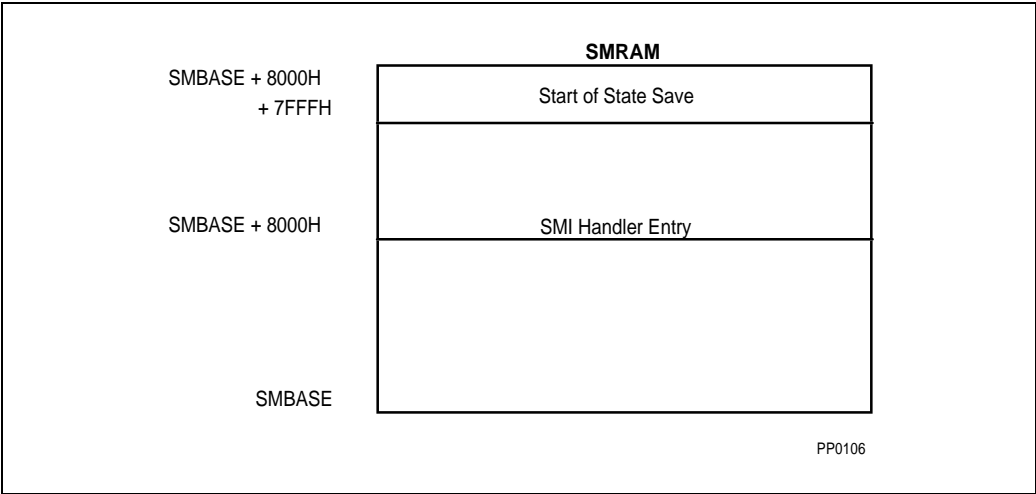 SMRAM
SMBASE + 8000H
+ 7FFFH
Start of State Save
SMBASE + 8000H
SMI Handler Entry
SMBASE
PP0106